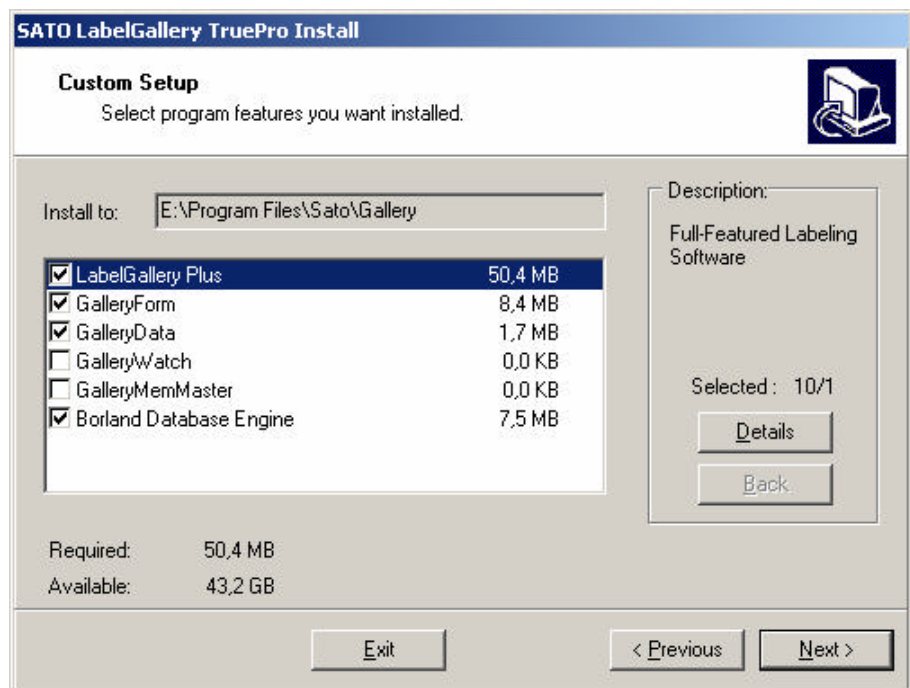 SATO LabelGallery TruePro Install
Custom Setup
Select program features you want installed.
Install to: E:\Program Files\Sato\Gallery
LabelGallery Plus 50,4 MB
GalleryForm 8,4 MB
GalleryData 1,7 MB
GalleryWatch 0,0 KB
GalleryMemMaster 0,0 KB
Borland Database Engine 7,5 MB
Description:
Full-Featured Labeling
Software
Selected : 10/1
Details
Back
Required: 50,4 MB
Available: 43,2 GB
Exit
< Previous
Next >